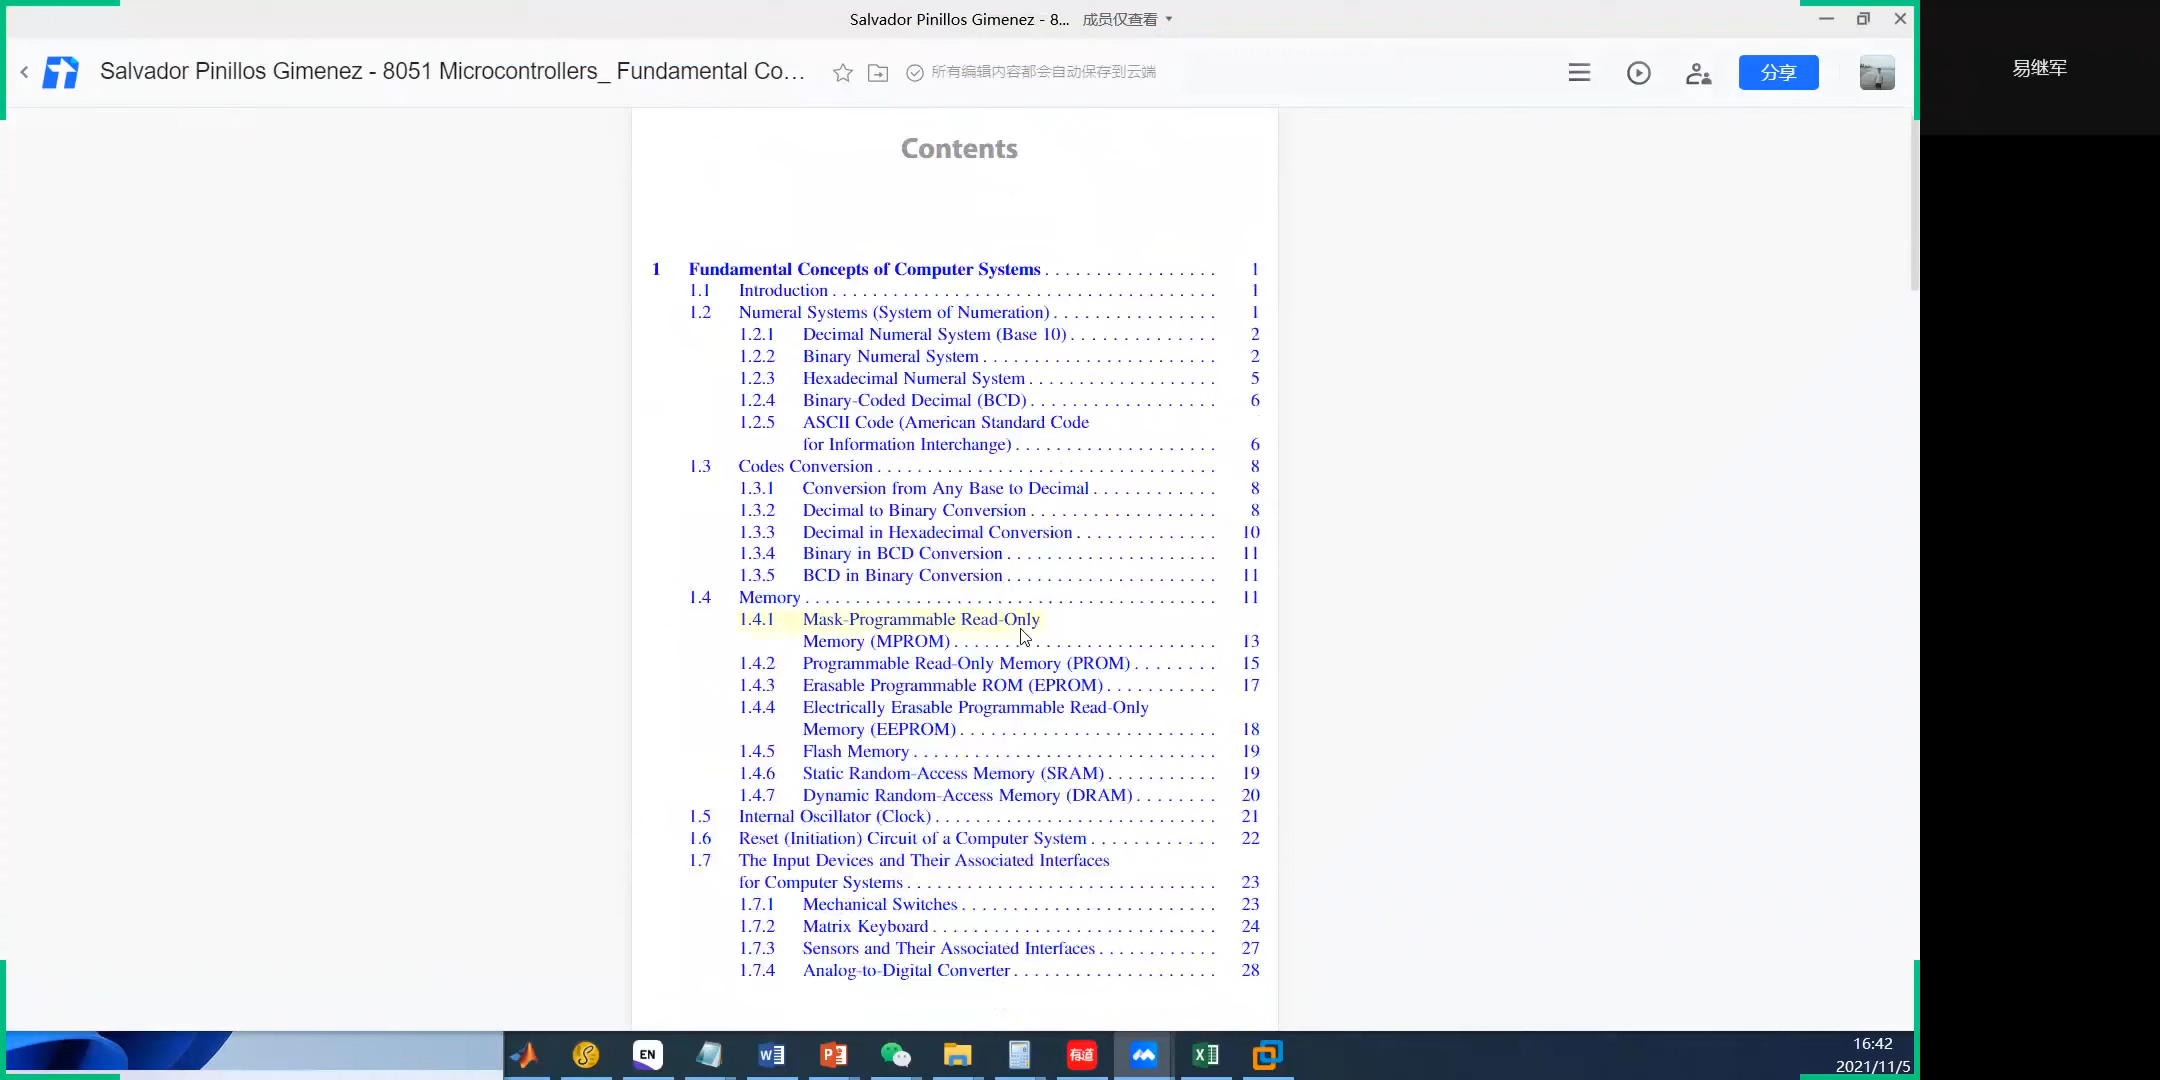 Salvador Pinillos Gimenez - 8... 成员仅查看
Salvador Pinillos Gimenez - 8051 Microcontrollers_ Fundamental Co... 所有编辑内容都会自动保存到云端 分享
易继军
Contents
1 Fundamental Concepts of Computer Systems . . . . . . . . . . . . . . . . . 1
1.1 Introduction . . . . . . . . . . . . . . . . . . . . . . . . . . . . . . . . . . . . . . 1
1.2 Numeral Systems (System of Numeration) . . . . . . . . . . . . . . . . 1
1.2.1 Decimal Numeral System (Base 10) . . . . . . . . . . . . . . 2
1.2.2 Binary Numeral System . . . . . . . . . . . . . . . . . . . . . . . 2
1.2.3 Hexadecimal Numeral System . . . . . . . . . . . . . . . . . . . 5
1.2.4 Binary-Coded Decimal (BCD) . . . . . . . . . . . . . . . . . . 6
1.2.5 ASCII Code (American Standard Code
for Information Interchange) . . . . . . . . . . . . . . . . . . . . 6
1.3 Codes Conversion . . . . . . . . . . . . . . . . . . . . . . . . . . . . . . . . . 8
1.3.1 Conversion from Any Base to Decimal . . . . . . . . . . . . 8
1.3.2 Decimal to Binary Conversion . . . . . . . . . . . . . . . . . . 8
1.3.3 Decimal in Hexadecimal Conversion . . . . . . . . . . . . . . 10
1.3.4 Binary in BCD Conversion . . . . . . . . . . . . . . . . . . . . . 11
1.3.5 BCD in Binary Conversion . . . . . . . . . . . . . . . . . . . . . 11
1.4 Memory . . . . . . . . . . . . . . . . . . . . . . . . . . . . . . . . . . . . . . . . 11
1.4.1 Mask-Programmable Read-Only
Memory (MPROM) . . . . . . . . . . . . . . . . . . . . . . . . . . 13
1.4.2 Programmable Read-Only Memory (PROM) . . . . . . . . 15
1.4.3 Erasable Programmable ROM (EPROM) . . . . . . . . . . . 17
1.4.4 Electrically Erasable Programmable Read-Only
Memory (EEPROM) . . . . . . . . . . . . . . . . . . . . . . . . . 18
1.4.5 Flash Memory . . . . . . . . . . . . . . . . . . . . . . . . . . . . . . 19
1.4.6 Static Random-Access Memory (SRAM) . . . . . . . . . . . 19
1.4.7 Dynamic Random-Access Memory (DRAM) . . . . . . . . 20
1.5 Internal Oscillator (Clock) . . . . . . . . . . . . . . . . . . . . . . . . . . . 21
1.6 Reset (Initiation) Circuit of a Computer System . . . . . . . . . . . . 22
1.7 The Input Devices and Their Associated Interfaces
for Computer Systems . . . . . . . . . . . . . . . . . . . . . . . . . . . . . . 23
1.7.1 Mechanical Switches . . . . . . . . . . . . . . . . . . . . . . . . . 23
1.7.2 Matrix Keyboard . . . . . . . . . . . . . . . . . . . . . . . . . . . . 24
1.7.3 Sensors and Their Associated Interfaces . . . . . . . . . . . . 27
1.7.4 Analog-to-Digital Converter . . . . . . . . . . . . . . . . . . . . 28
EN 有道
16:42
2021/11/5